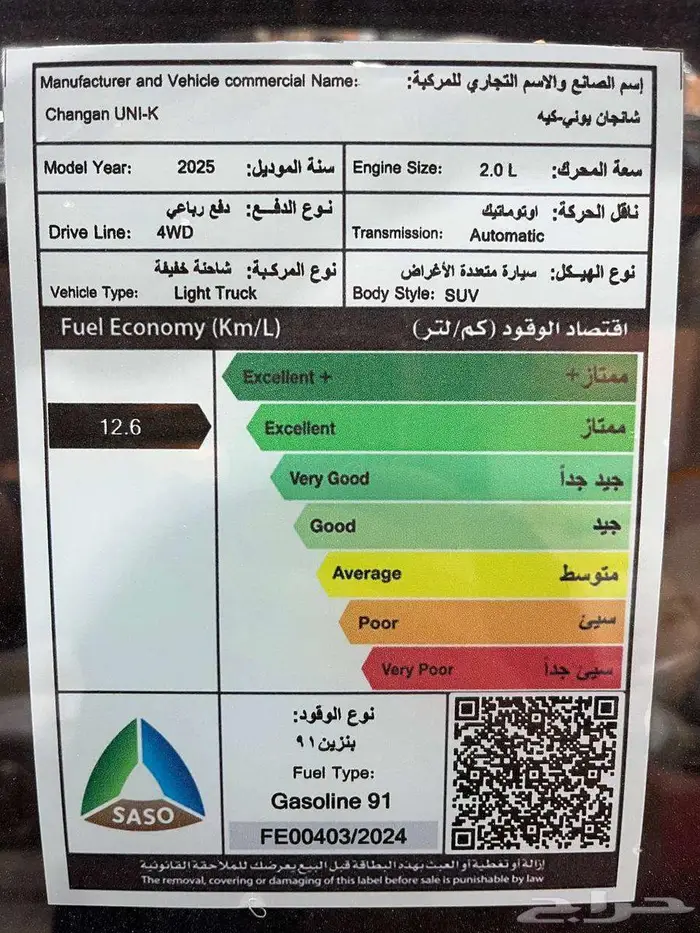 Manufacturer and Vehicle commercial Name: إسم الصانع والاسم التجاري للمركبة:
Changan UNI-K شانجان يوني-كيه
Model Year: 2025 سنة الموديل:
Engine Size: 2.0 L سعة المحرك:
نوع الدفع: دفع رباعي
Drive Line: 4WD
ناقل الحركة: اوتوماتيك
Transmission: Automatic
نوع المركبة: شاحنة خفيفة
Vehicle Type: Light Truck
نوع الهيكل: سيارة متعددة الأغراض
Body Style: SUV
Fuel Economy (Km/L) اقتصاد الوقود (كم/لتر)
Excellent + ممتاز+
12.6
Excellent ممتاز
Very Good جيد جداً
Good جيد
Average متوسط
Poor سيئ
Very Poor سيئ جداً
SASO
نوع الوقود:
بنزين ٩١
Fuel Type:
Gasoline 91
FE00403/2024
إزالة أو تغطية أو العبث بهذه البطاقة قبل البيع يعرضك للملاحقة القانونية
The removal, covering or damaging of this label before sale is punishable by law
حراج